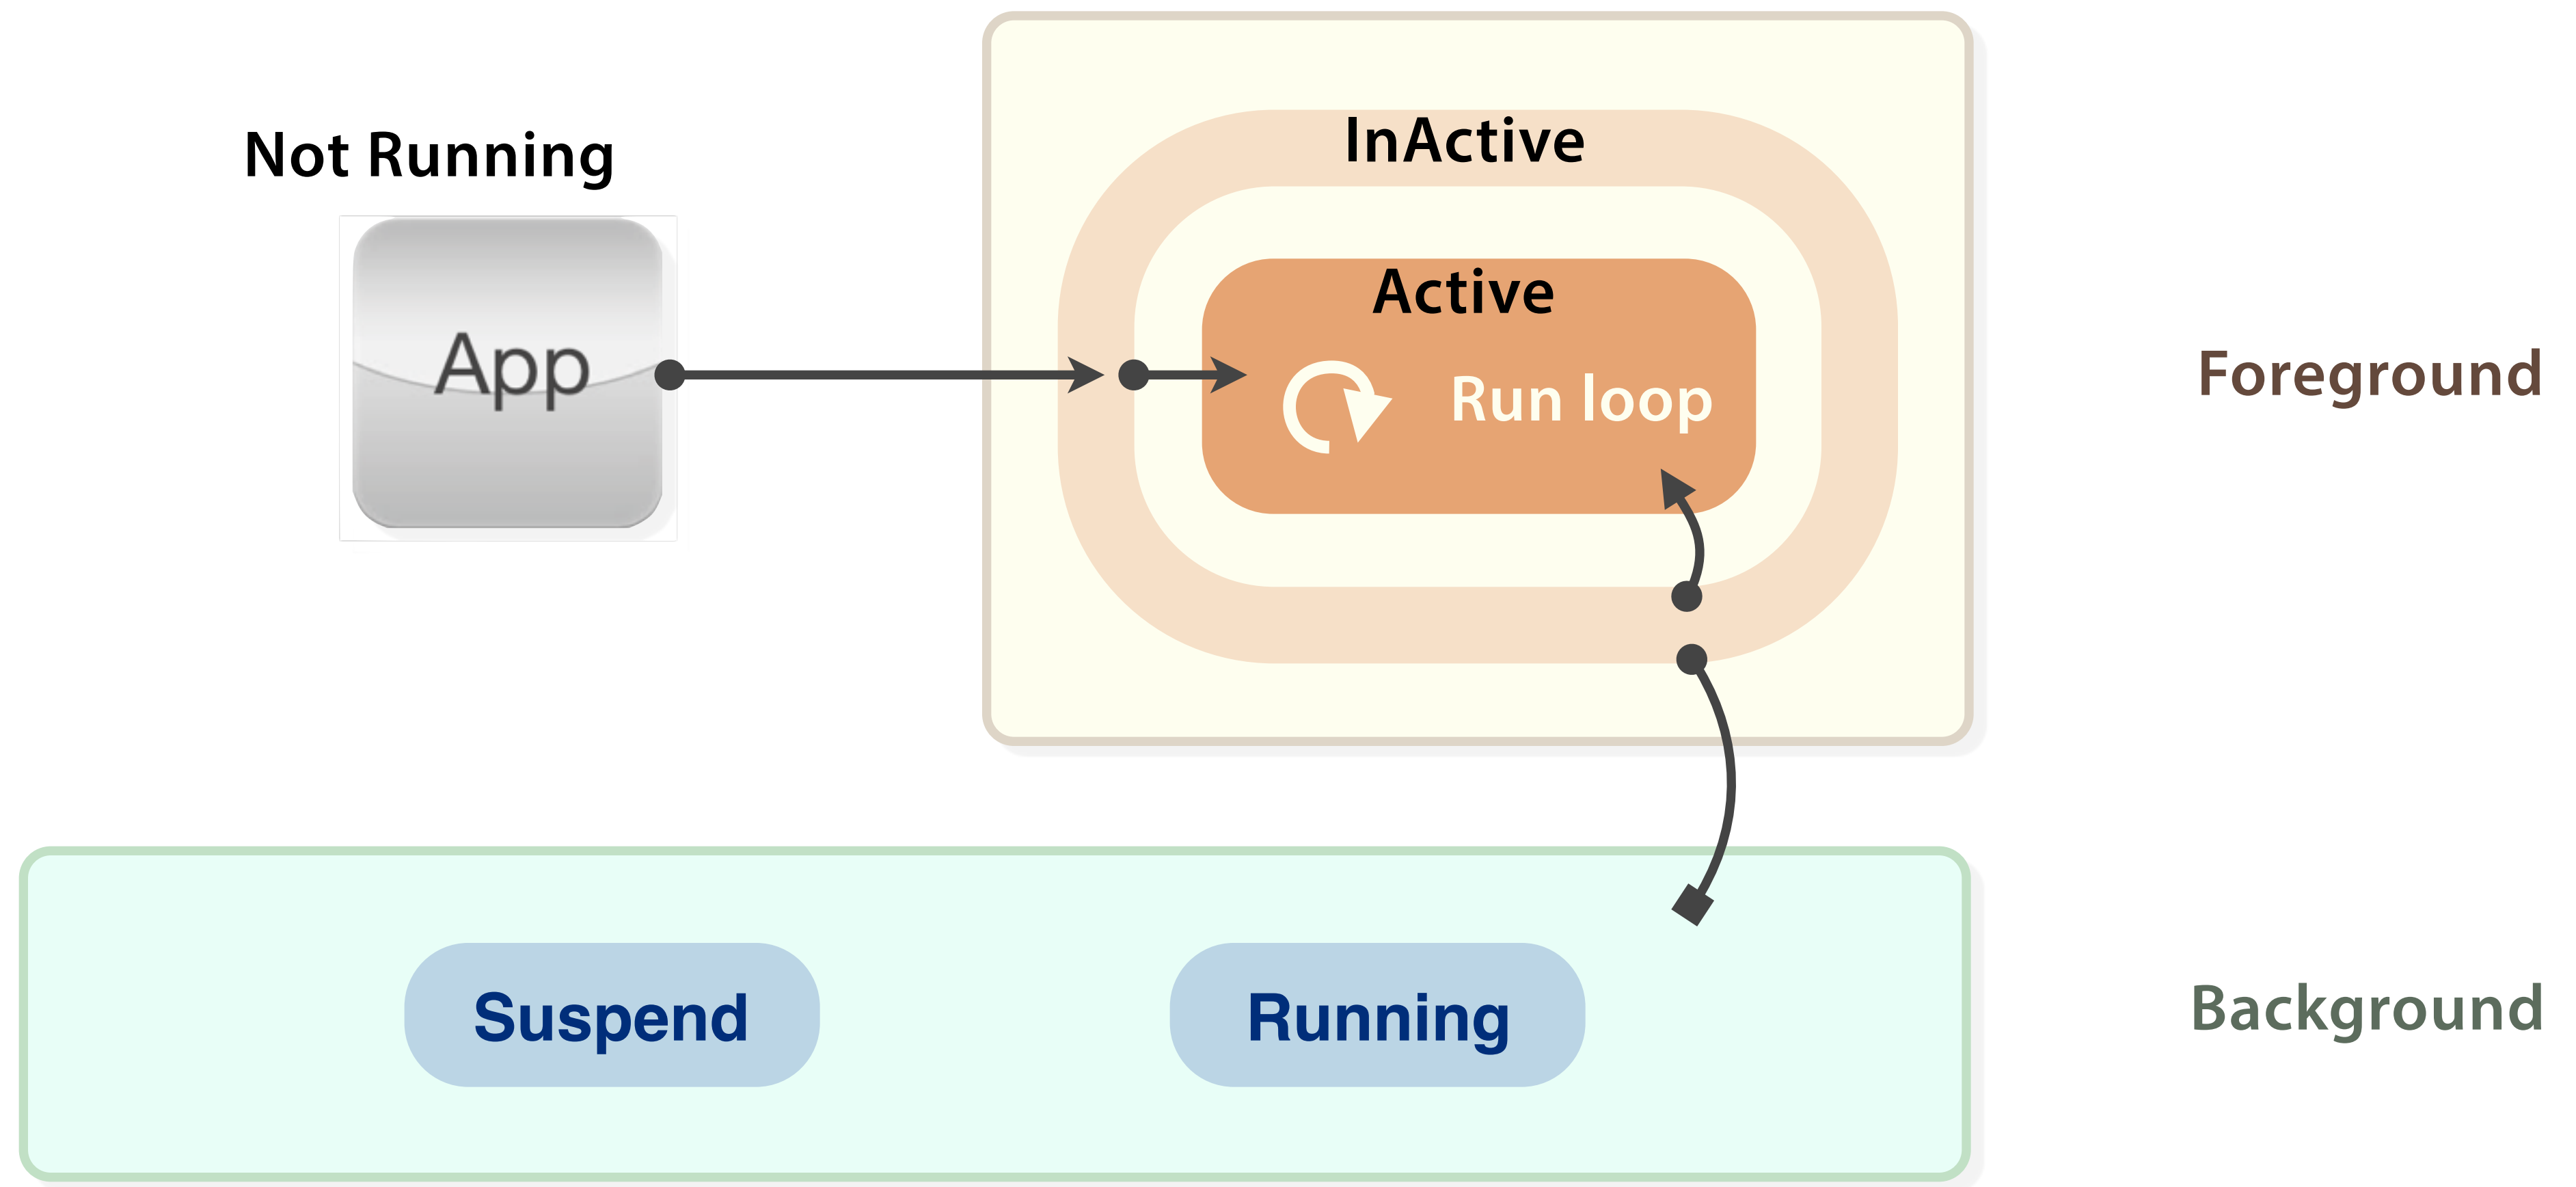 Not Running
App
InActive
Active
Run loop
Foreground
Suspend
Running
Background